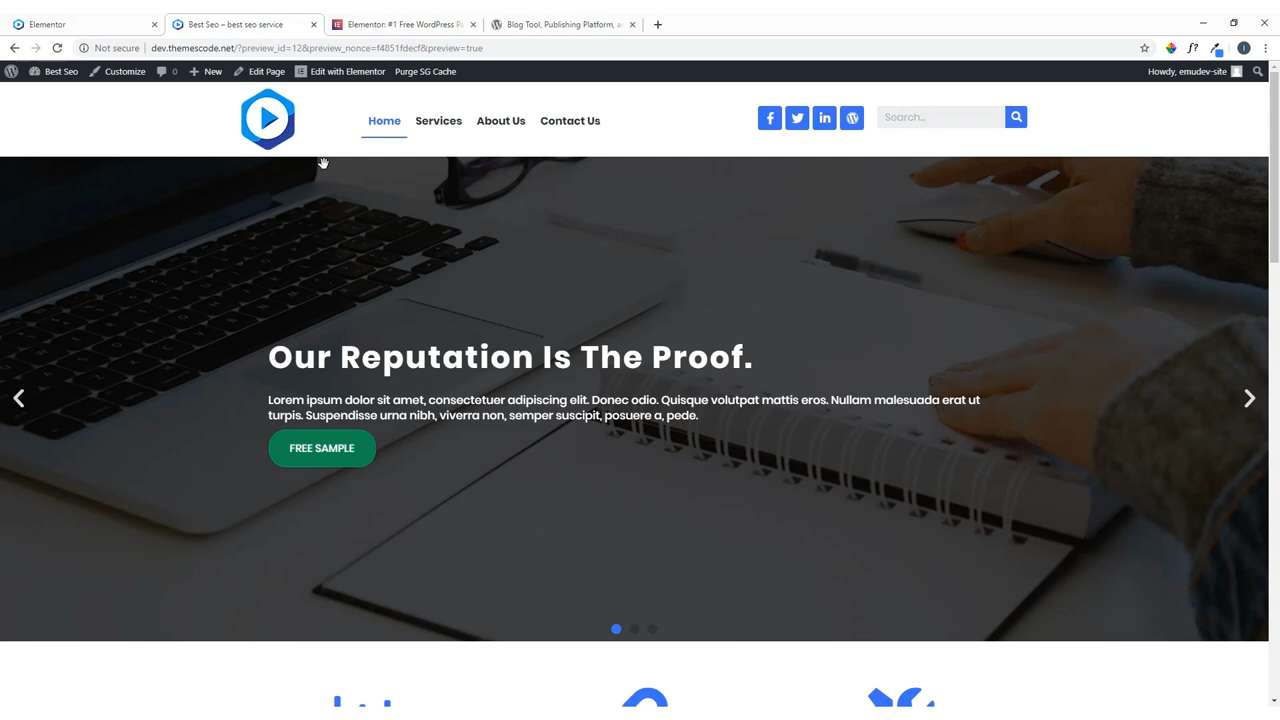 Elementor
Best Seo – best seo service
Elementor: #1 Free WordPress Pa
Blog Tool, Publishing Platform, a
Not secure
dev.themescode.net/?preview_id=12&preview_nonce=f4851fdecf&preview=true
f?
Best Seo
Customize
0
New
Edit Page
Edit with Elementor
Purge SG Cache
Howdy, emudev-site
Home
Services
About Us
Contact Us
Search...
Our Reputation Is The Proof.
Lorem ipsum dolor sit amet, consectetuer adipiscing elit. Donec odio. Quisque volutpat mattis eros. Nullam malesuada erat ut
turpis. Suspendisse urna nibh, viverra non, semper suscipit, posuere a, pede.
FREE SAMPLE